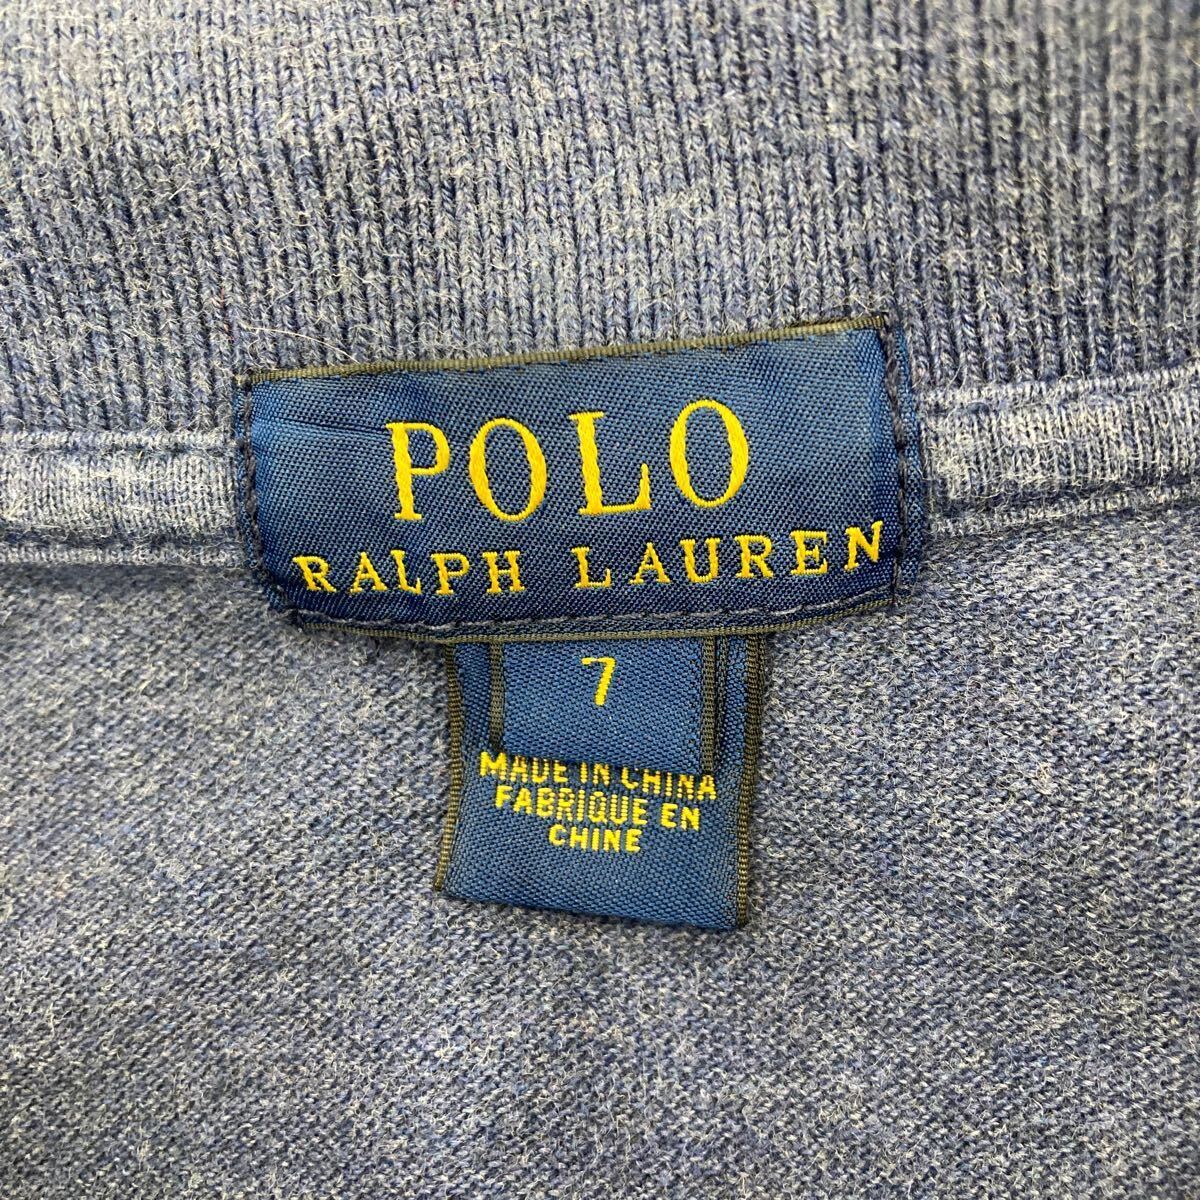 POLO
RALPH LAUREN
7
MADE IN CHINA
FABRIQUE EN
CHINE